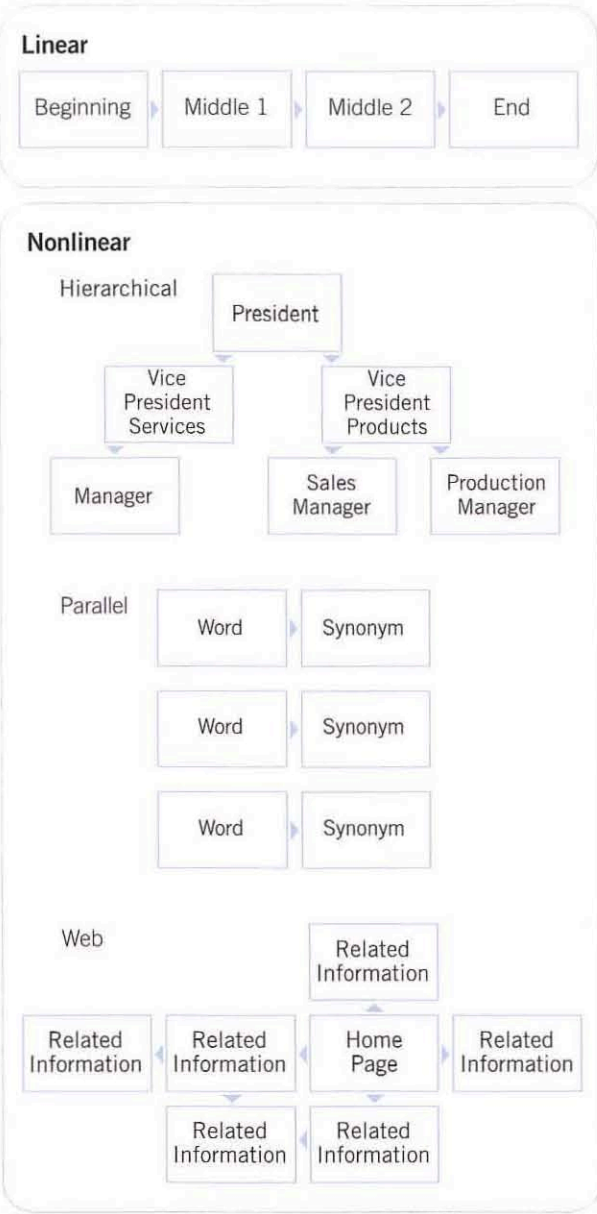 Linear
Beginning Middle 1 Middle 2 End
Nonlinear
Hierarchical
President
Vice
President
Services
Vice
President
Products
Manager
Sales
Manager
Production
Manager
Parallel
Word Synonym
Word Synonym
Word Synonym
Web
Related
Information
Related
Information
Related
Information
Home
Page
Related
Information
Related
Information
Related
Information